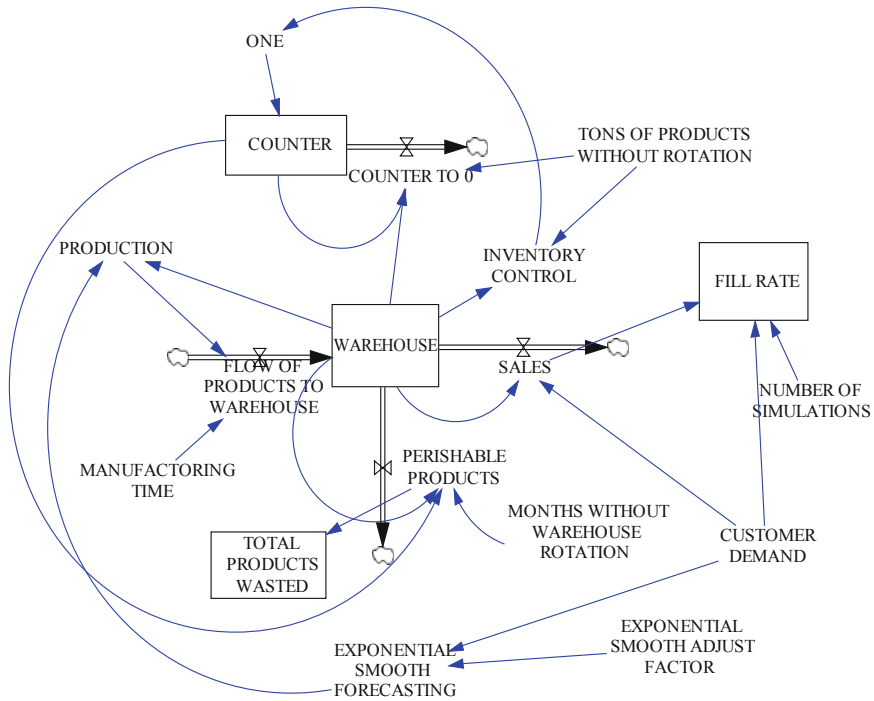 ONE
COUNTER
COUNTER TO 0
TONS OF PRODUCTS
WITHOUT ROTATION
PRODUCTION
INVENTORY
CONTROL
FILL RATE
WAREHOUSE
FLOW OF
PRODUCTS TO
WAREHOUSE
SALES
NUMBER OF
SIMULATIONS
MANUFACTORING
TIME
PERISHABLE
PRODUCTS
MONTHS WITHOUT
WAREHOUSE
ROTATION
CUSTOMER
DEMAND
TOTAL
PRODUCTS
WASTED
EXPONENTIAL
SMOOTH
FORECASTING
EXPONENTIAL
SMOOTH ADJUST
FACTOR